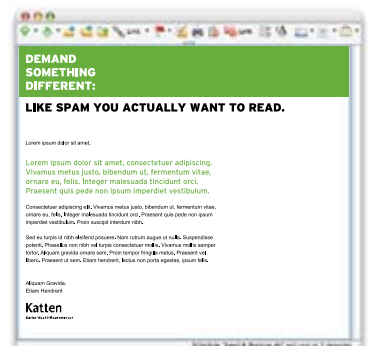 DEMAND
SOMETHING
DIFFERENT:
LIKE SPAM YOU ACTUALLY WANT TO READ.
Lorem ipsum dolor sit amet,
Lorem ipsum dolor sit amet, consectetuer adipiscing.
Vivamus metus justo, bibendum ut, fermentum vitae,
ornare eu, felis. Integer malesuada tincidunt orci.
Praesent quis pede non ipsum imperdiet vestibulum.
Consectetuer adipiscing elit. Vivamus metus justo, bibendum ut, fermentum vitae,
ornare eu, felis. Integer malesuada tincidunt orci. Praesent quis pede non ipsum
imperdiet vestibulum. Proin suscipit interdum nibh.
Sed eu turpis id nibh eleifend posuere. Nam rutrum augue ut nulla. Suspendisse
potenti. Phasellus non nibh vel turpis consectetuer mollis. Vivamus mollis semper
tortor. Aliquam gravida ornare sem. Proin tempor fringilla metus. Praesent vel
libero. Praesent ut sem. Etiam hendrerit, lectus non porta egestas, ipsum felis.
Aliquam Gravida,
Etiam Hendrerit
Katten